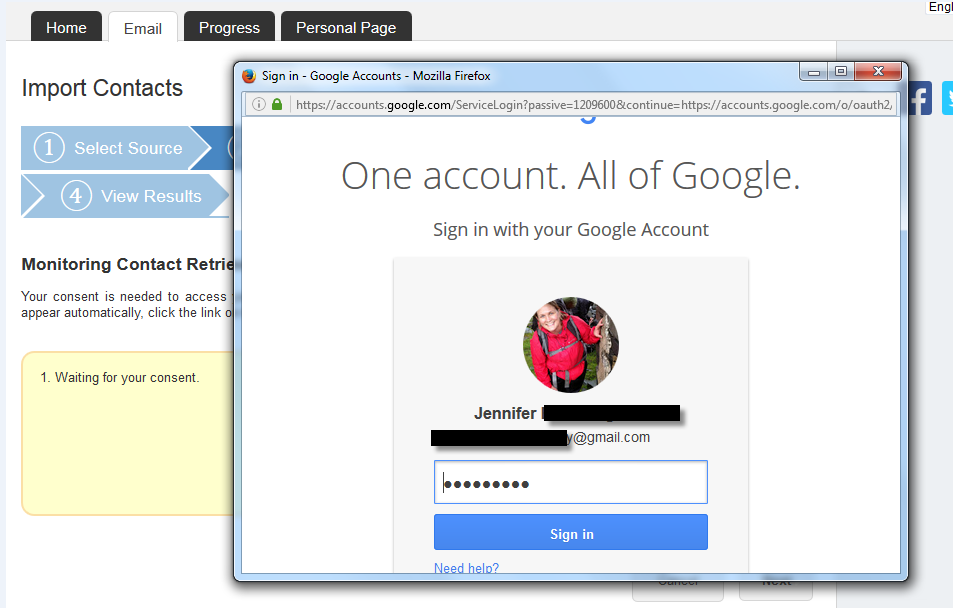 Engl
Home
Email
Progress
Personal Page
Sign in - Google Accounts - Mozilla Firefox
https://accounts.google.com/ServiceLogin?passive=1209600&continue=https://accounts.google.com/o/oauth2/
Import Contacts
1 Select Source
4 View Results
One account. All of Google.
Sign in with your Google Account
Monitoring Contact Retrie
Your consent is needed to access
appear automatically, click the link o
1. Waiting for your consent.
Jennifer
y@gmail.com
Sign in
Need help?
Cancel
Next